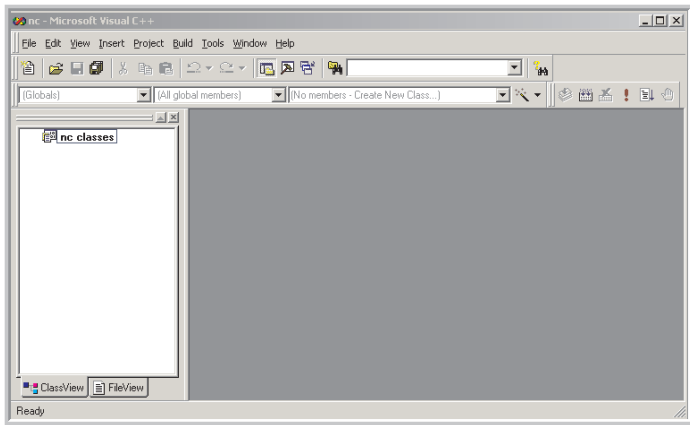 nc - Microsoft Visual C++
File Edit View Insert Project Build Tools Window Help
(Globals) (All global members) (No members - Create New Class...)
nc classes
ClassView FileView
Ready